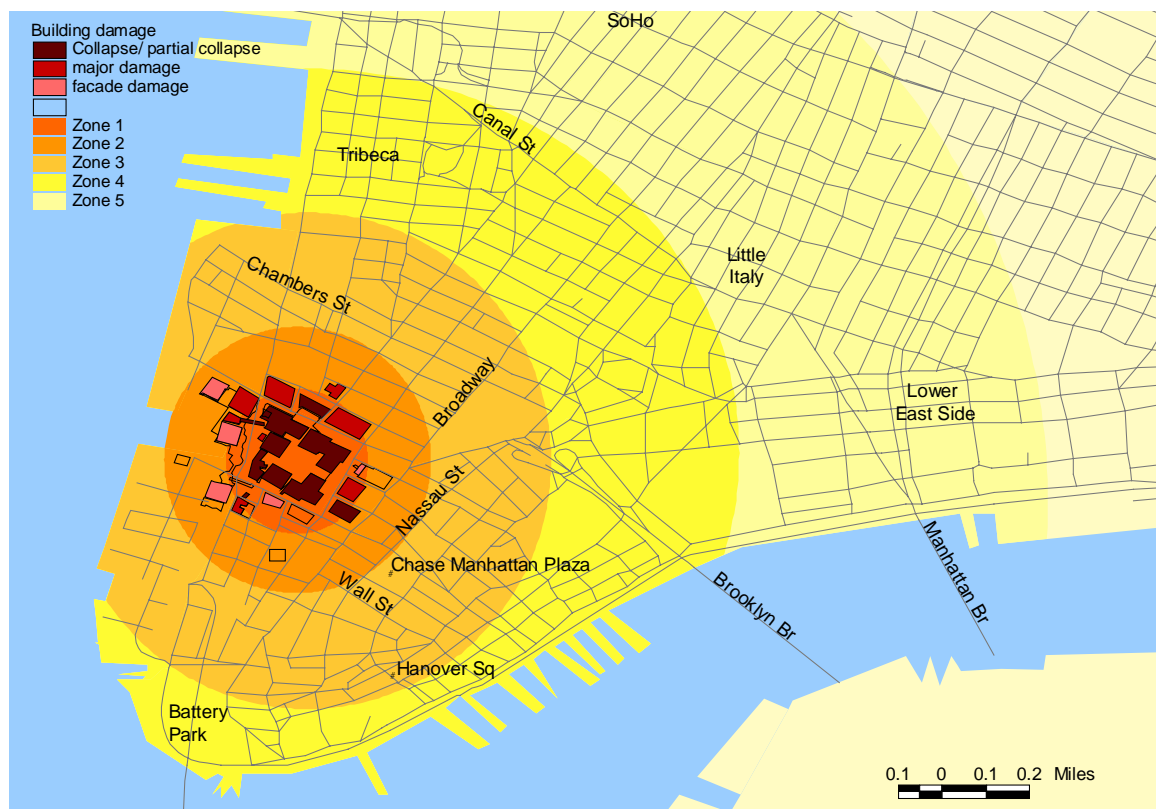 Building damage
Collapse/ partial collapse
major damage
facade damage
Zone 1
Zone 2
Zone 3
Zone 4
Zone 5
SoHo
Canal St
Tribeca
Little
Italy
Chambers St
Broadway
Lower
East Side
Nassau St
Chase Manhattan Plaza
Wall St
Manhattan Br
Brooklyn Br
Hanover Sq
Battery
Park
0.1 0 0.1 0.2 Miles